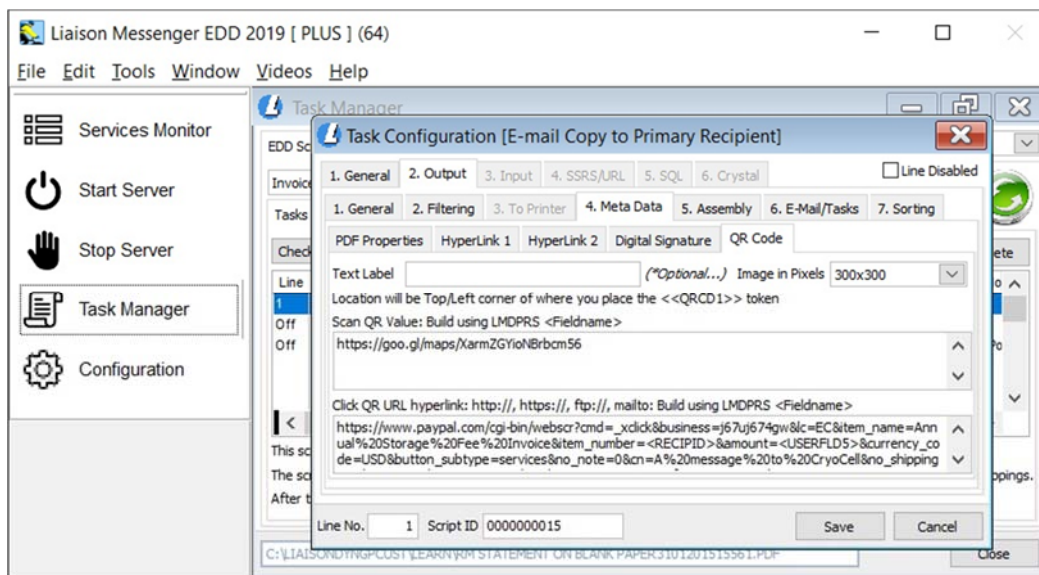 Liaison Messenger EDD 2019 [ PLUS ] (64)
File Edit Tools Window Videos Help
Services Monitor
Start Server
Stop Server
Task Manager
Configuration
Task Manager
EDD Sc
Invoice
Tasks
Check
ete
Line
1
Off
Off
This sc
The sc
ppings.
After t
C:\LIAISONDYNGPCUST\LEARN\RM STATEMENT ON BLANK PAPER3101201515561.PDF
Close
Task Configuration [E-mail Copy to Primary Recipient]
1. General 2. Output 3. Input 4. SSRS/URL 5. SQL 6. Crystal Line Disabled
1. General 2. Filtering 3. To Printer 4. Meta Data 5. Assembly 6. E-Mail/Tasks 7. Sorting
PDF Properties HyperLink 1 HyperLink 2 Digital Signature QR Code
Text Label (*Optional...) Image in Pixels 300x300
Location will be Top/Left corner of where you place the <<QRCD1>> token
Scan QR Value: Build using LMDPRS <Fieldname>
https://goo.gl/maps/XarmZGYioNBrbcm56
Click QR URL hyperlink: http://, https://, ftp://, mailto: Build using LMDPRS <Fieldname>
https://www.paypal.com/cgi-bin/webscr?cmd=_xclick&business=j67uj674gw&lc=EC&item_name=Ann
ual%20Storage%20Fee%20Invoice&item_number=<RECIPID>&amount=<USERFLD5>&currency_co
de=USD&button_subtype=services&no_note=0&cn=A%20message%20to%20CryoCell&no_shipping
Line No. 1 Script ID 0000000015 Save Cancel